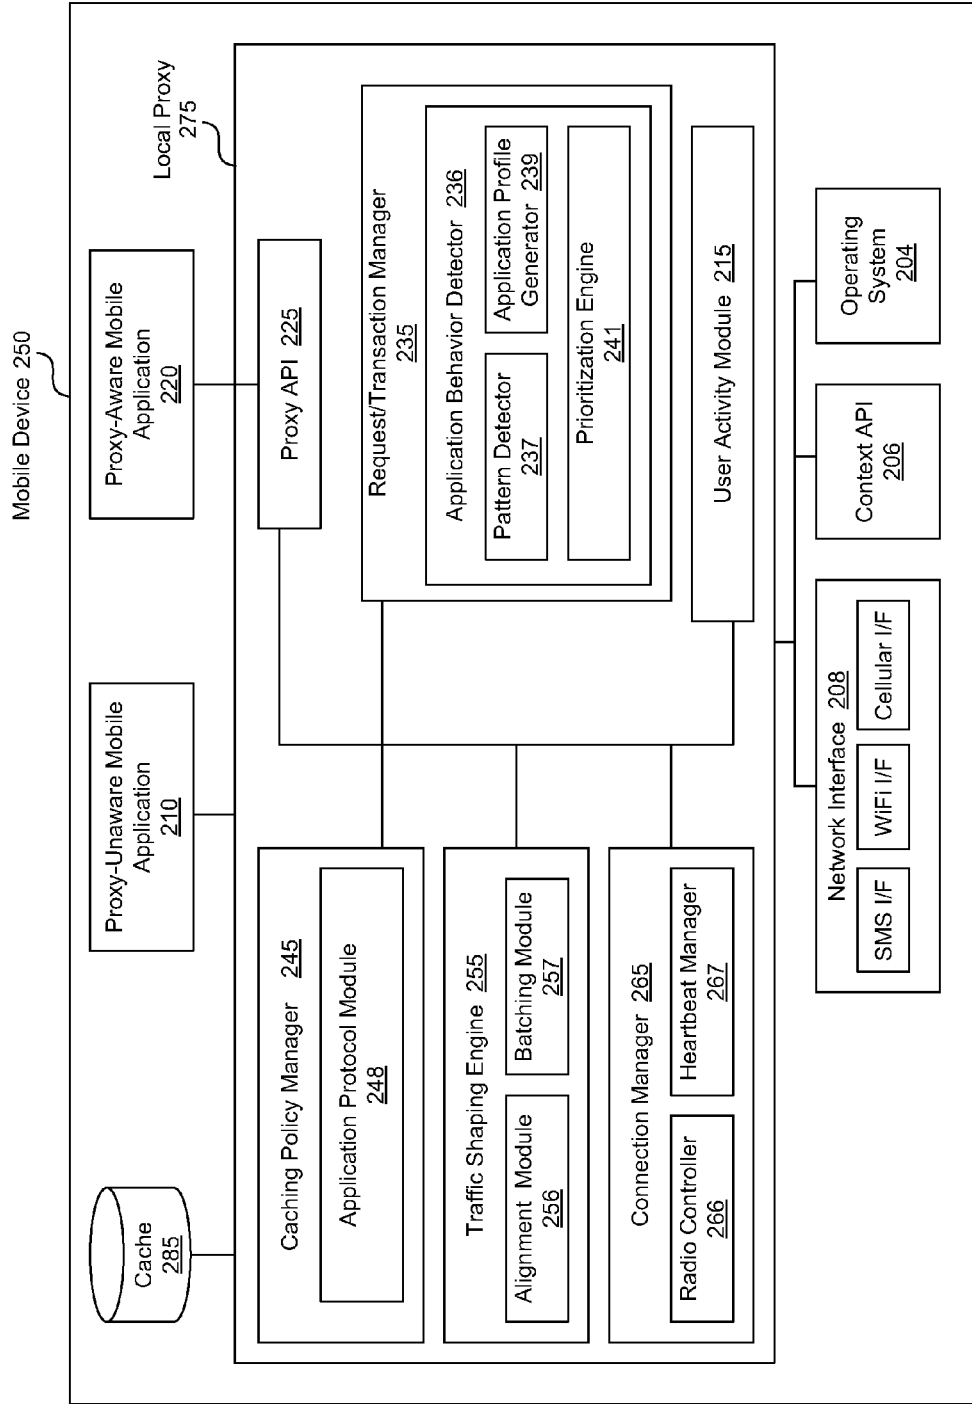 Mobile Device 250
Local Proxy
275
Cache
285
Proxy-Unaware Mobile
Application
210
Proxy-Aware Mobile
Application
220
Caching Policy Manager 245
Application Protocol Module
248
Proxy API 225
Request/Transaction Manager
235
Application Behavior Detector 236
Pattern Detector
237
Application Profile
Generator 239
Prioritization Engine
241
Traffic Shaping Engine 255
Alignment Module
256
Batching Module
257
Connection Manager 265
Radio Controller
266
Heartbeat Manager
267
User Activity Module 215
Network Interface 208
SMS I/F
WiFi I/F
Cellular I/F
Context API
206
Operating
System
204